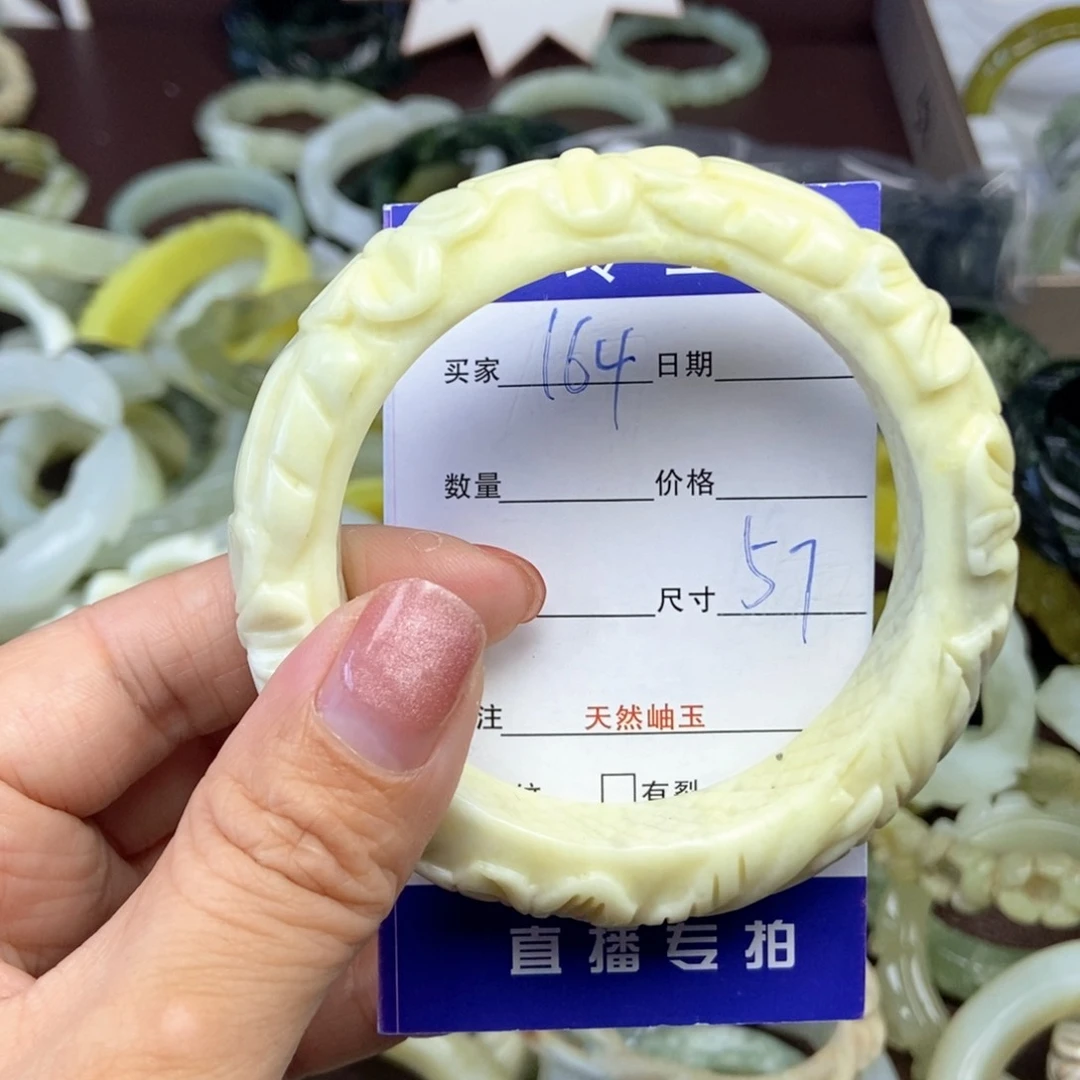 买家 164 日期
数量 价格
尺寸 57
注 天然岫玉
有裂
直播专拍